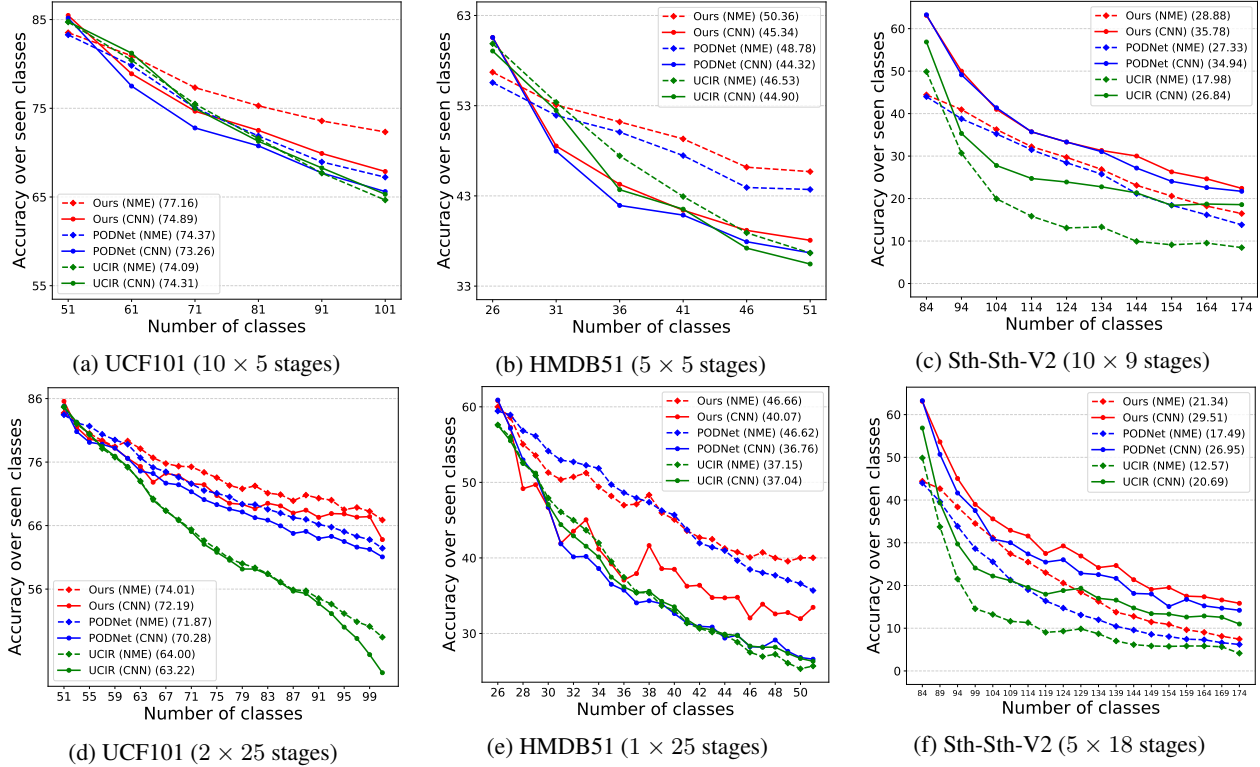 85
75
65
55
Accuracy over seen classes
Ours (NME) (77.16)
Ours (CNN) (74.89)
PODNet (NME) (74.37)
PODNet (CNN) (73.26)
UCIR (NME) (74.09)
UCIR (CNN) (74.31)
51 61 71 81 91 101
Number of classes
(a) UCF101 (10 × 5 stages)
63
53
43
33
Accuracy over seen classes
Ours (NME) (50.36)
Ours (CNN) (45.34)
PODNet (NME) (48.78)
PODNet (CNN) (44.32)
UCIR (NME) (46.53)
UCIR (CNN) (44.90)
26 31 36 41 46 51
Number of classes
(b) HMDB51 (5 × 5 stages)
60
50
40
30
20
10
0
Accuracy over seen classes
Ours (NME) (28.88)
Ours (CNN) (35.78)
PODNet (NME) (27.33)
PODNet (CNN) (34.94)
UCIR (NME) (17.98)
UCIR (CNN) (26.84)
84 94 104 114 124 134 144 154 164 174
Number of classes
(c) Sth-Sth-V2 (10 × 9 stages)
86
76
66
56
Accuracy over seen classes
Ours (NME) (74.01)
Ours (CNN) (72.19)
PODNet (NME) (71.87)
PODNet (CNN) (70.28)
UCIR (NME) (64.00)
UCIR (CNN) (63.22)
51 55 59 63 67 71 75 79 83 87 91 95 99
Number of classes
(d) UCF101 (2 × 25 stages)
60
50
40
30
Accuracy over seen classes
Ours (NME) (46.66)
Ours (CNN) (40.07)
PODNet (NME) (46.62)
PODNet (CNN) (36.76)
UCIR (NME) (37.15)
UCIR (CNN) (37.04)
26 28 30 32 34 36 38 40 42 44 46 48 50
Number of classes
(e) HMDB51 (1 × 25 stages)
60
50
40
30
20
10
0
Accuracy over seen classes
Ours (NME) (21.34)
Ours (CNN) (29.51)
PODNet (NME) (17.49)
PODNet (CNN) (26.95)
UCIR (NME) (12.57)
UCIR (CNN) (20.69)
84 89 94 99 104 109 114 119 124 129 134 139 144 149 154 159 164 169 174
Number of classes
(f) Sth-Sth-V2 (5 × 18 stages)